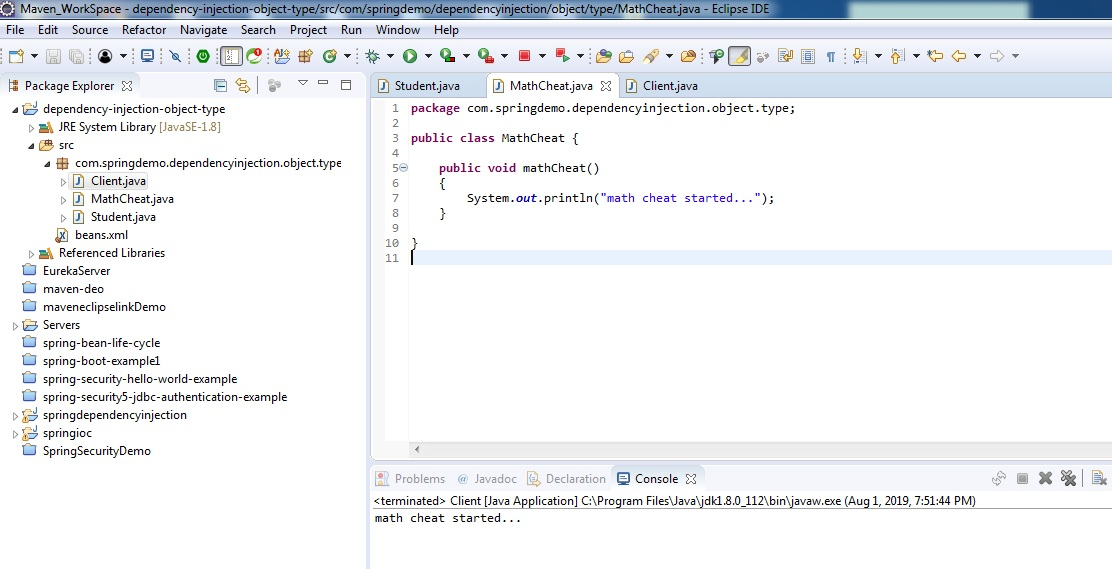 Maven_WorkSpace - dependency-injection-object-type/src/com/springdemo/dependencyinjection/object/type/MathCheat.java - Eclipse IDE
File Edit Source Refactor Navigate Search Project Run Window Help
Package Explorer
dependency-injection-object-type
JRE System Library [JavaSE-1.8]
src
com.springdemo.dependencyinjection.object.type
Client.java
MathCheat.java
Student.java
beans.xml
Referenced Libraries
EurekaServer
maven-deo
maveneclipselinkDemo
Servers
spring-bean-life-cycle
spring-boot-example1
spring-security-hello-world-example
spring-security5-jdbc-authentication-example
springdependencyinjection
springioc
SpringSecurityDemo
Student.java MathCheat.java Client.java
1 package com.springdemo.dependencyinjection.object.type;
2
3 public class MathCheat {
4
5 public void mathCheat()
6 {
7 System.out.println("math cheat started...");
8 }
9
10 }
11
Problems @ Javadoc Declaration Console
<terminated> Client [Java Application] C:\Program Files\Java\jdk1.8.0_112\bin\javaw.exe (Aug 1, 2019, 7:51:44 PM)
math cheat started...